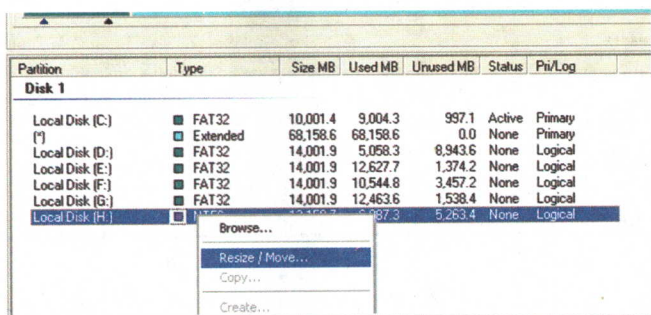 Partition Type Size MB Used MB Unused MB Status Pri/Log
Disk 1
Local Disk (C:) FAT32 10,001.4 9,004.3 997.1 Active Primary
(*) Extended 68,158.6 68,158.6 0.0 None Primary
Local Disk (D:) FAT32 14,001.9 5,058.3 8,943.6 None Logical
Local Disk (E:) FAT32 14,001.9 12,627.7 1,374.2 None Logical
Local Disk (F:) FAT32 14,001.9 10,544.8 3,457.2 None Logical
Local Disk (G:) FAT32 14,001.9 12,463.6 1,538.4 None Logical
Local Disk (H:) 5,263.4 None Logical
Browse...
Resize / Move...
Copy...
Create...